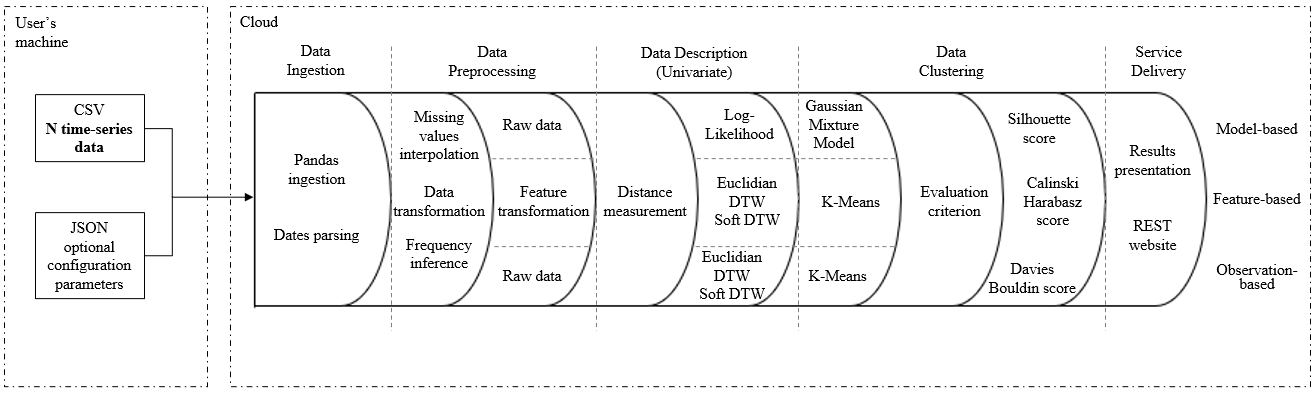 User's
machine
CSV
N time-series
data
JSON
optional
configuration
parameters
Cloud
Data
Ingestion
Pandas
ingestion
Dates parsing
Data
Preprocessing
Missing
values
interpolation
Data
transformation
Frequency
inference
Raw data
Feature
transformation
Raw data
Data Description
(Univariate)
Distance
measurement
Log-
Likelihood
Euclidian
DTW
Soft DTW
Euclidian
DTW
Soft DTW
Data
Clustering
Gaussian
Mixture
Model
K-Means
K-Means
Evaluation
criterion
Silhouette
score
Calinski
Harabasz
score
Davies
Bouldin score
Service
Delivery
Results
presentation
REST
website
Model-based
Feature-based
Observation-
based